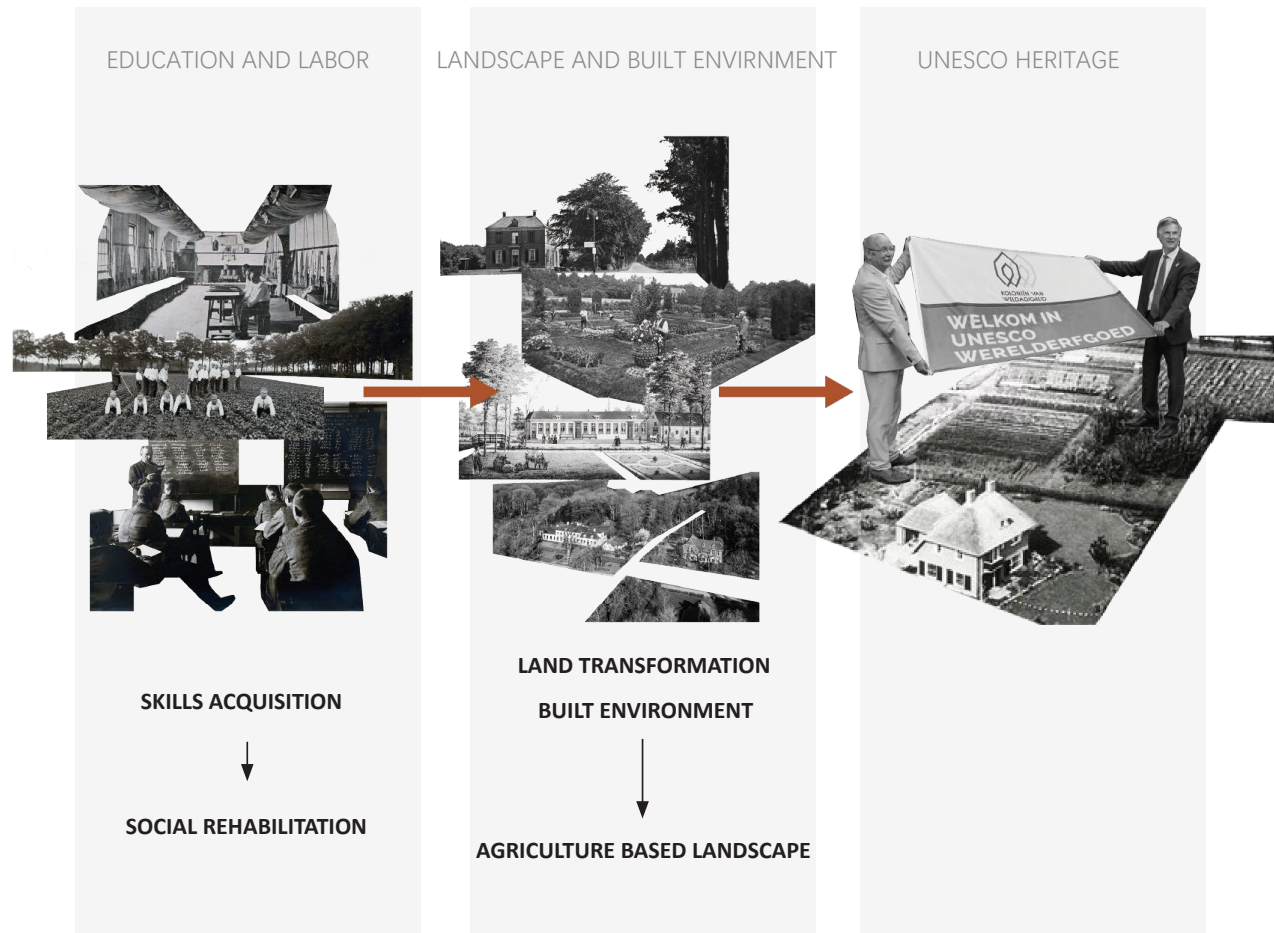 EDUCATION AND LABOR
LANDSCAPE AND BUILT ENVIRNMENT
UNESCO HERITAGE
KOLONIËN VAN
WELDADIGHEID
WELKOM IN
UNESCO
WERELDERFGOED
SKILLS ACQUISITION
SOCIAL REHABILITATION
LAND TRANSFORMATION
BUILT ENVIRONMENT
AGRICULTURE BASED LANDSCAPE